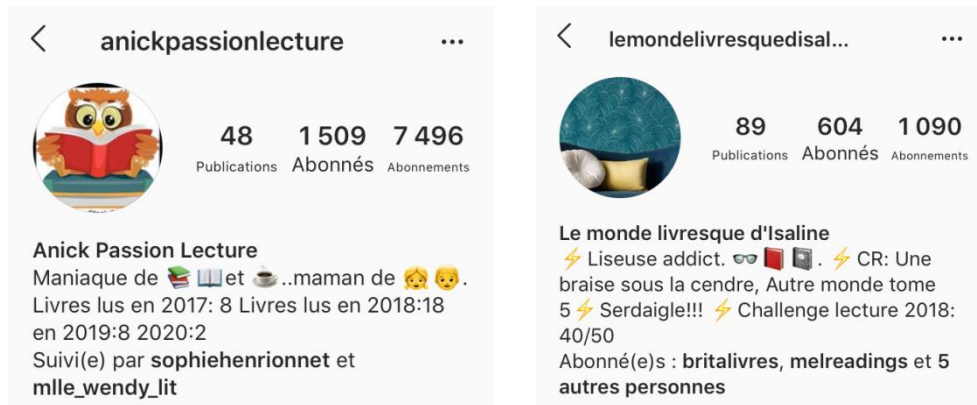 anickpassionlecture ...
48 1 509 7 496
Publications Abonnés Abonnements
Anick Passion Lecture
Maniaque de 📚 📖et ☕..maman de 👧 👦.
Livres lus en 2017: 8 Livres lus en 2018:18
en 2019:8 2020:2
Suivi(e) par sophiehenrionnet et
mlle_wendy_lit
lemondelivresquedisal... ...
89 604 1 090
Publications Abonnés Abonnements
Le monde livresque d'Isaline
⚡ Liseuse addict. 👓 📕 📓 . ⚡ CR: Une
braise sous la cendre, Autre monde tome
5 ⚡ Serdaigle!!! ⚡ Challenge lecture 2018:
40/50
Abonné(e)s : britalivres, melreadings et 5
autres personnes